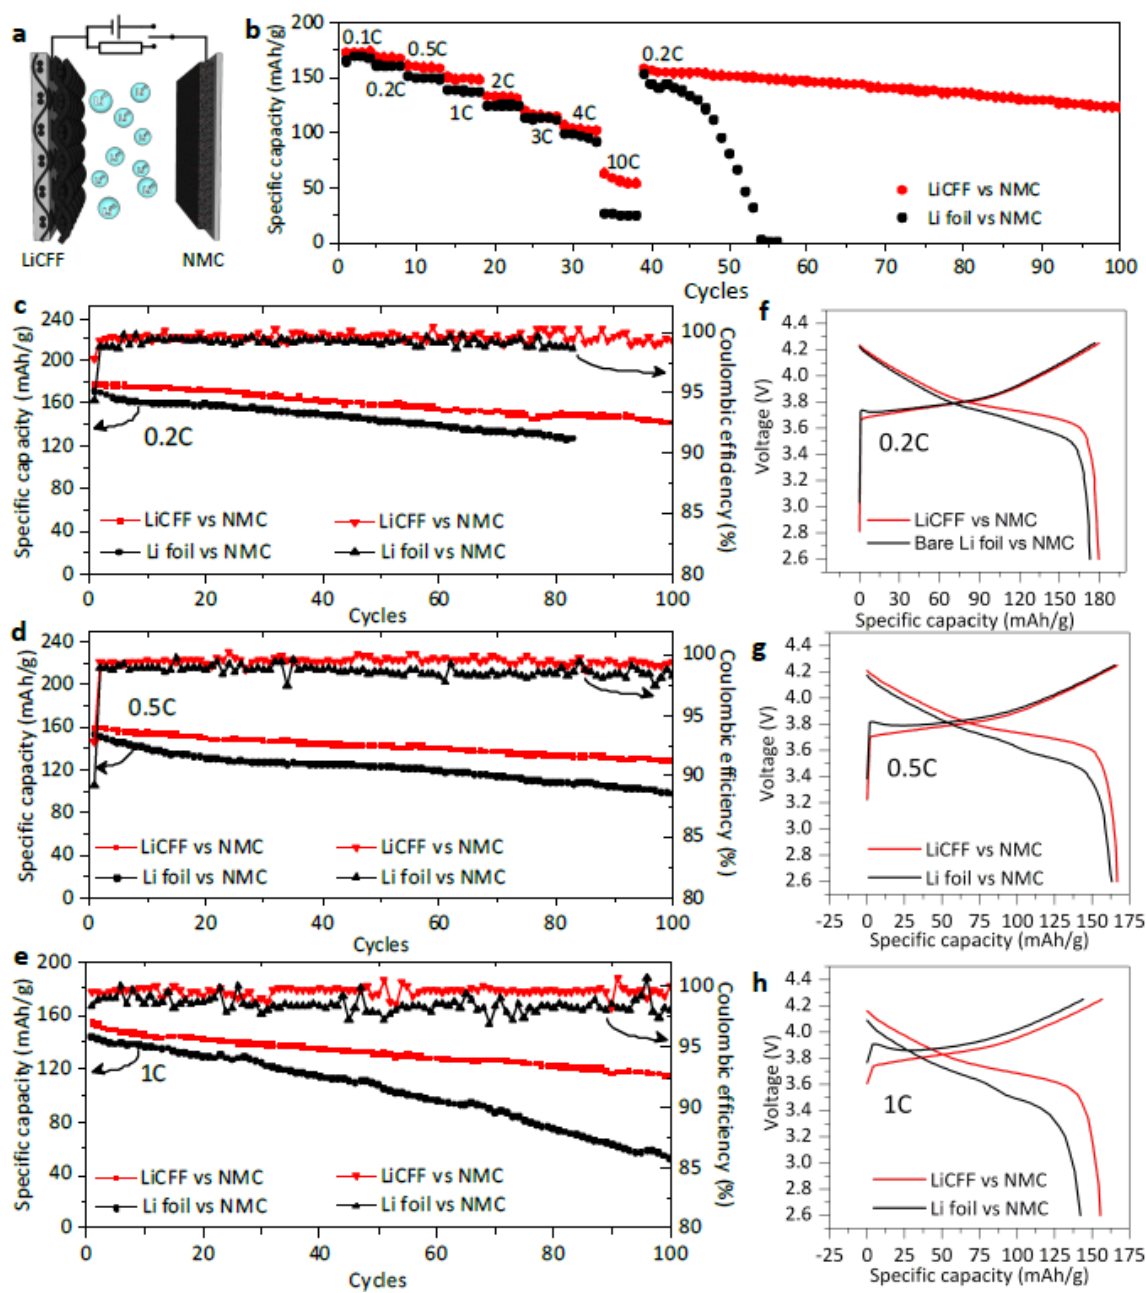 a
LiCFF
NMC
b
Specific capacity (mAh/g)
200
150
100
50
0
0.1C
0.2C
0.5C
1C
2C
3C
4C
10C
0.2C
LiCFF vs NMC
Li foil vs NMC
0 10 20 30 40 50 60 70 80 90 100
Cycles
c
Specific capacity (mAh/g)
240
200
160
120
80
40
0
0.2C
LiCFF vs NMC
Li foil vs NMC
LiCFF vs NMC
Li foil vs NMC
100
95
90
85
80
Coulombic efficiency (%)
0 20 40 60 80 100
Cycles
f
Voltage (V)
4.4
4.2
4.0
3.8
3.6
3.4
3.2
3.0
2.8
2.6
0.2C
LiCFF vs NMC
Bare Li foil vs NMC
0 30 60 90 120 150 180
Specific capacity (mAh/g)
d
Specific capacity (mAh/g)
240
200
160
120
80
40
0
0.5C
LiCFF vs NMC
Li foil vs NMC
LiCFF vs NMC
Li foil vs NMC
100
95
90
85
80
Coulombic efficiency (%)
0 20 40 60 80 100
Cycles
g
Voltage (V)
4.4
4.2
4.0
3.8
3.6
3.4
3.2
3.0
2.8
2.6
0.5C
LiCFF vs NMC
Li foil vs NMC
-25 0 25 50 75 100 125 150 175
Specific capacity (mAh/g)
e
Specific capacity (mAh/g)
200
160
120
80
40
0
1C
LiCFF vs NMC
Li foil vs NMC
LiCFF vs NMC
Li foil vs NMC
100
95
90
85
80
Coulombic efficiency (%)
0 20 40 60 80 100
Cycles
h
Voltage (V)
4.4
4.2
4.0
3.8
3.6
3.4
3.2
3.0
2.8
2.6
1C
LiCFF vs NMC
Li foil vs NMC
-25 0 25 50 75 100 125 150 175
Specific capacity (mAh/g)